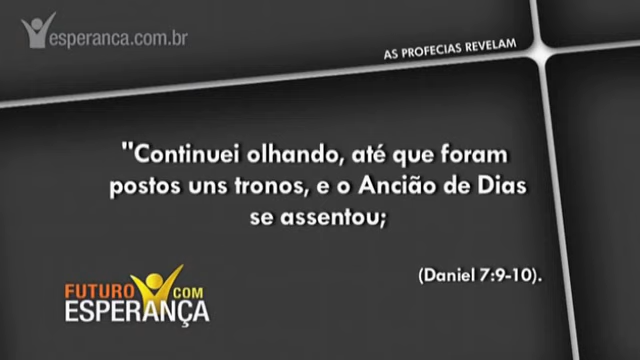 esperanca.com.br
AS PROFECIAS REVELAM
"Continuei olhando, até que foram
postos uns tronos, e o Ancião de Dias
se assentou;
(Daniel 7:9-10).
FUTURO COM
ESPERANÇA